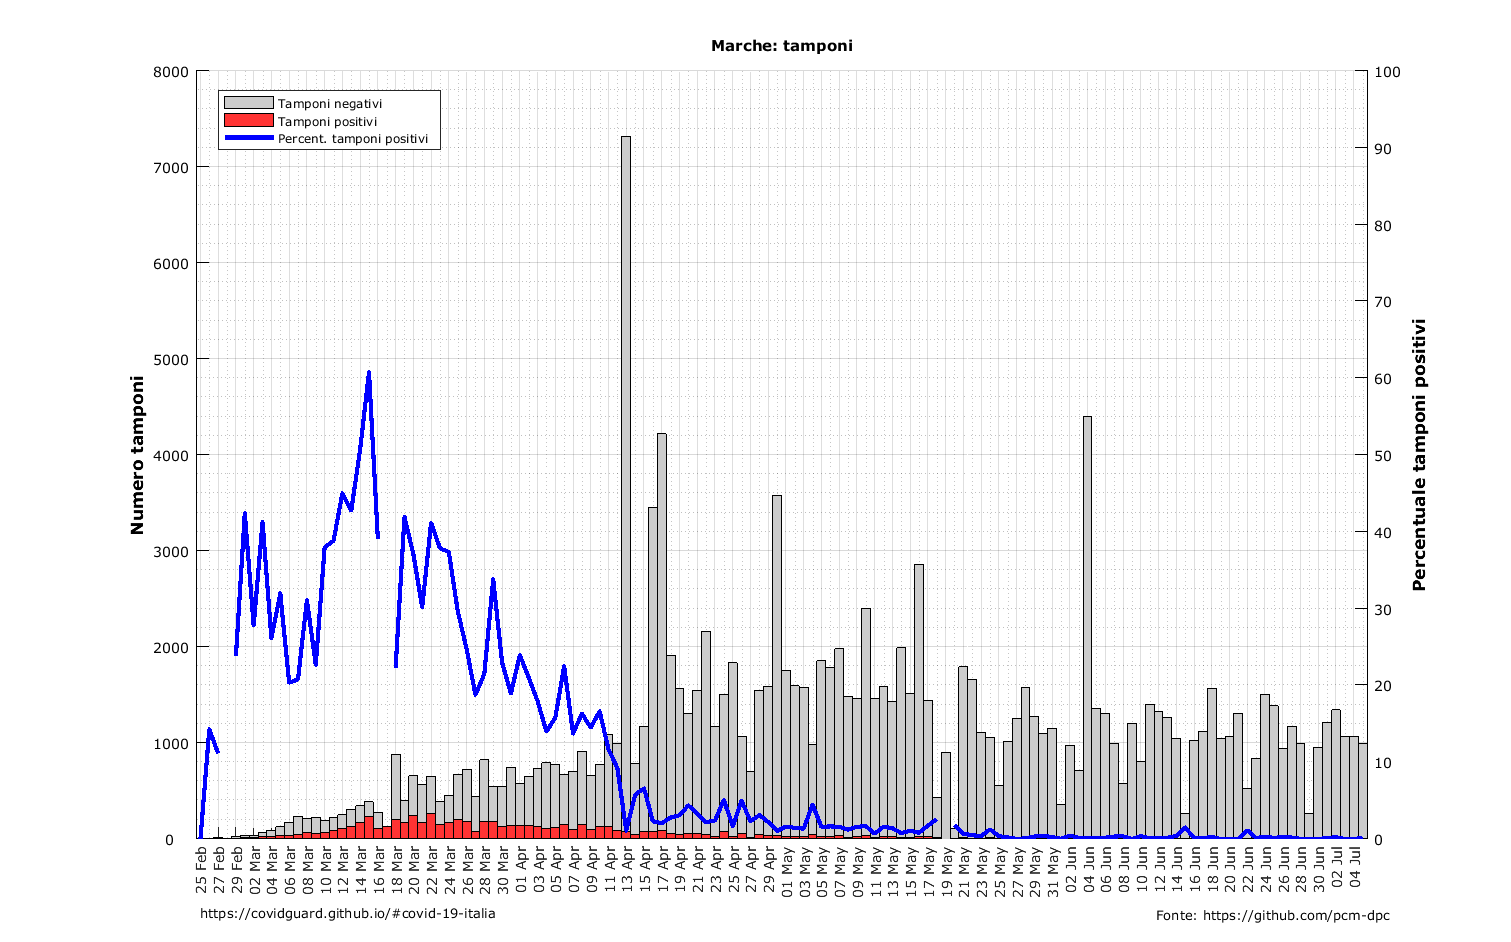 Marche: tamponi
Tamponi negativi
Tamponi positivi
Percent. tamponi positivi
Numero tamponi
8000
7000
6000
5000
4000
3000
2000
1000
0
Percentuale tamponi positivi
100
90
80
70
60
50
40
30
20
10
0
25 Feb
27 Feb
29 Feb
02 Mar
04 Mar
06 Mar
08 Mar
10 Mar
12 Mar
14 Mar
16 Mar
18 Mar
20 Mar
22 Mar
24 Mar
26 Mar
28 Mar
30 Mar
01 Apr
03 Apr
05 Apr
07 Apr
09 Apr
11 Apr
13 Apr
15 Apr
17 Apr
19 Apr
21 Apr
23 Apr
25 Apr
27 Apr
29 Apr
01 May
03 May
05 May
07 May
09 May
11 May
13 May
15 May
17 May
19 May
21 May
23 May
25 May
27 May
29 May
31 May
02 Jun
04 Jun
06 Jun
08 Jun
10 Jun
12 Jun
14 Jun
16 Jun
18 Jun
20 Jun
22 Jun
24 Jun
26 Jun
28 Jun
30 Jun
02 Jul
04 Jul
https://covidguard.github.io/#covid-19-italia
Fonte: https://github.com/pcm-dpc